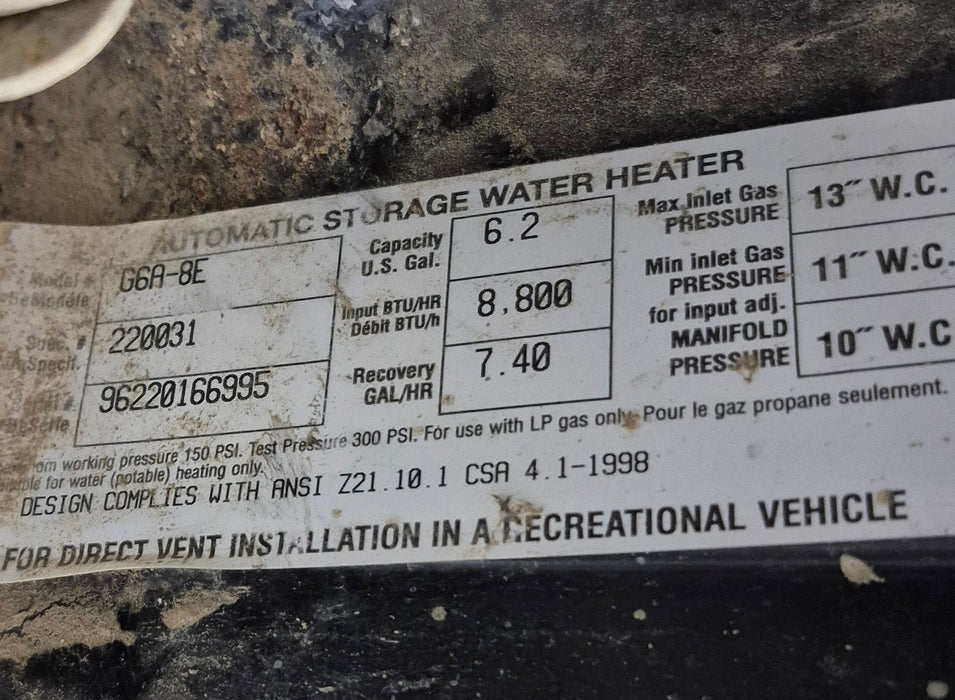 AUTOMATIC STORAGE WATER HEATER
Model # G6A-8E
Modèle
Spec. # 220031
Specif.
96220166995
Série
Capacity U.S. Gal. 6.2
Input BTU/HR 8,800
Débit BTU/h
Recovery GAL/HR 7.40
Max Inlet Gas PRESSURE 13″ W.C.
Min inlet Gas PRESSURE for input adj. 11″ W.C.
MANIFOLD PRESSURE 10″ W.C
working pressure 150 PSI. Test Pressure 300 PSI. For use with LP gas only. Pour le gaz propane seulement.
for water (potable) heating only.
DESIGN COMPLIES WITH ANSI Z21.10.1 CSA 4.1-1998
FOR DIRECT VENT INSTALLATION IN A RECREATIONAL VEHICLE